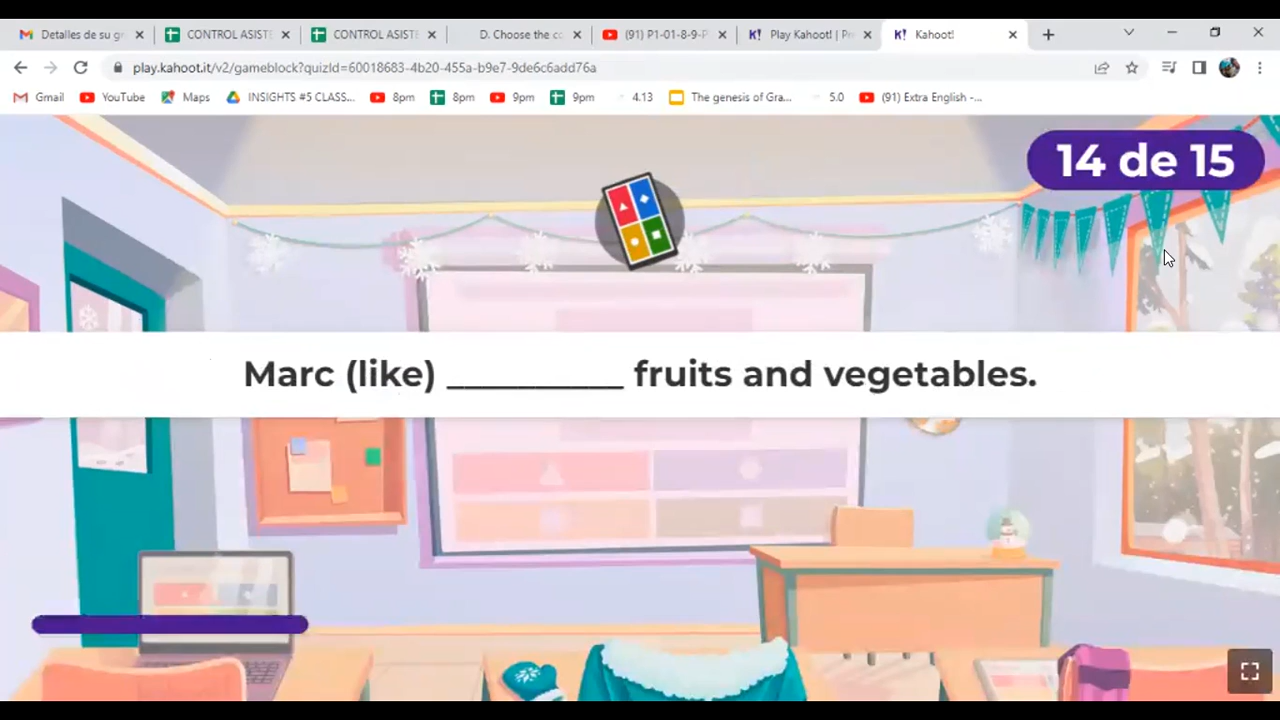 Detalles de su gr
CONTROL ASISTE
CONTROL ASISTE
D. Choose the co
(91) P1-01-8-9-P
K! Play Kahoot! | Pr
K! Kahoot!
play.kahoot.it/v2/gameblock?quizId=60018683-4b20-455a-b9e7-9de6c6add76a
Gmail
YouTube
Maps
INSIGHTS #5 CLASS...
8pm
8pm
9pm
9pm
4.13
The genesis of Gra...
5.0
(91) Extra English -...
14 de 15
Marc (like) __________ fruits and vegetables.